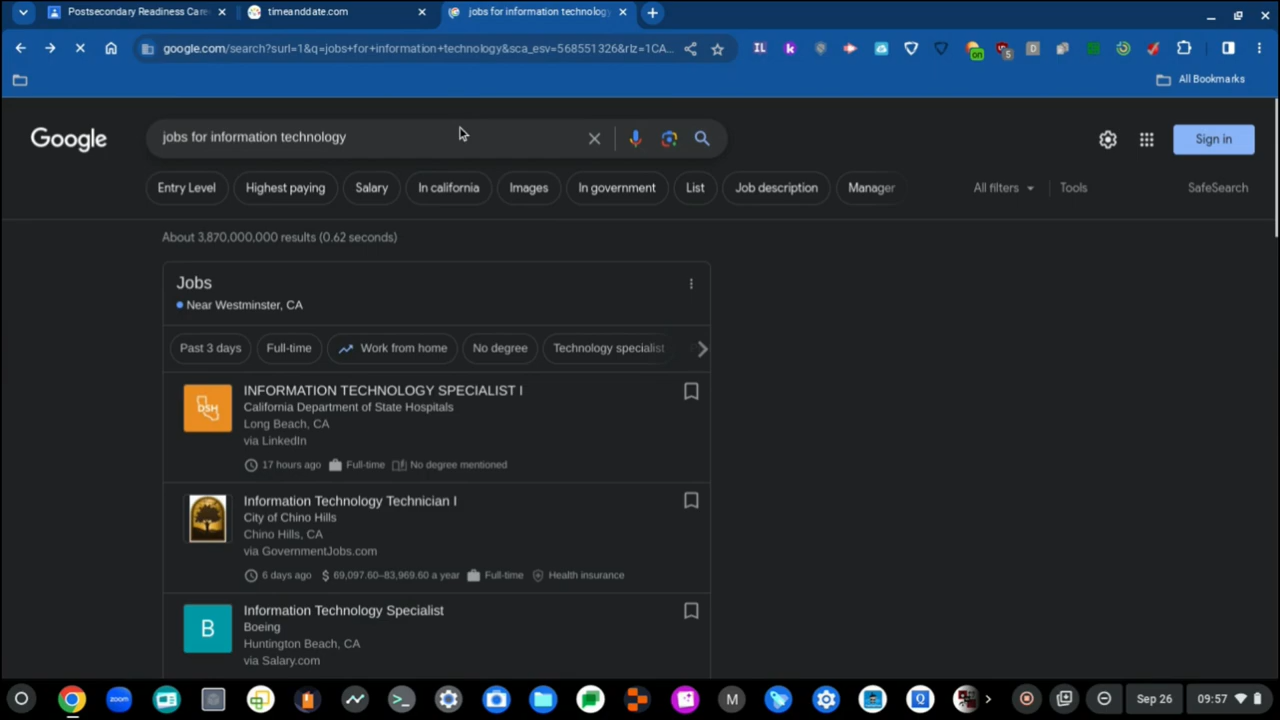 Postsecondary Readiness Care
timeanddate.com
jobs for information technology
google.com/search?surl=1&q=jobs+for+information+technology&sca_esv=568551326&rlz=1CA...
IL
k
on
5
D
All Bookmarks
Google
jobs for information technology
Sign in
Entry Level
Highest paying
Salary
In california
Images
In government
List
Job description
Manager
All filters
Tools
SafeSearch
About 3,870,000,000 results (0.62 seconds)
Jobs
Near Westminster, CA
Past 3 days
Full-time
Work from home
No degree
Technology specialist
DSH
INFORMATION TECHNOLOGY SPECIALIST I
California Department of State Hospitals
Long Beach, CA
via LinkedIn
17 hours ago Full-time No degree mentioned
Information Technology Technician I
City of Chino Hills
Chino Hills, CA
via GovernmentJobs.com
6 days ago $ 69,097.60–83,969.60 a year Full-time Health insurance
B
Information Technology Specialist
Boeing
Huntington Beach, CA
via Salary.com
zoom
M
Q
Sep 26
09:57